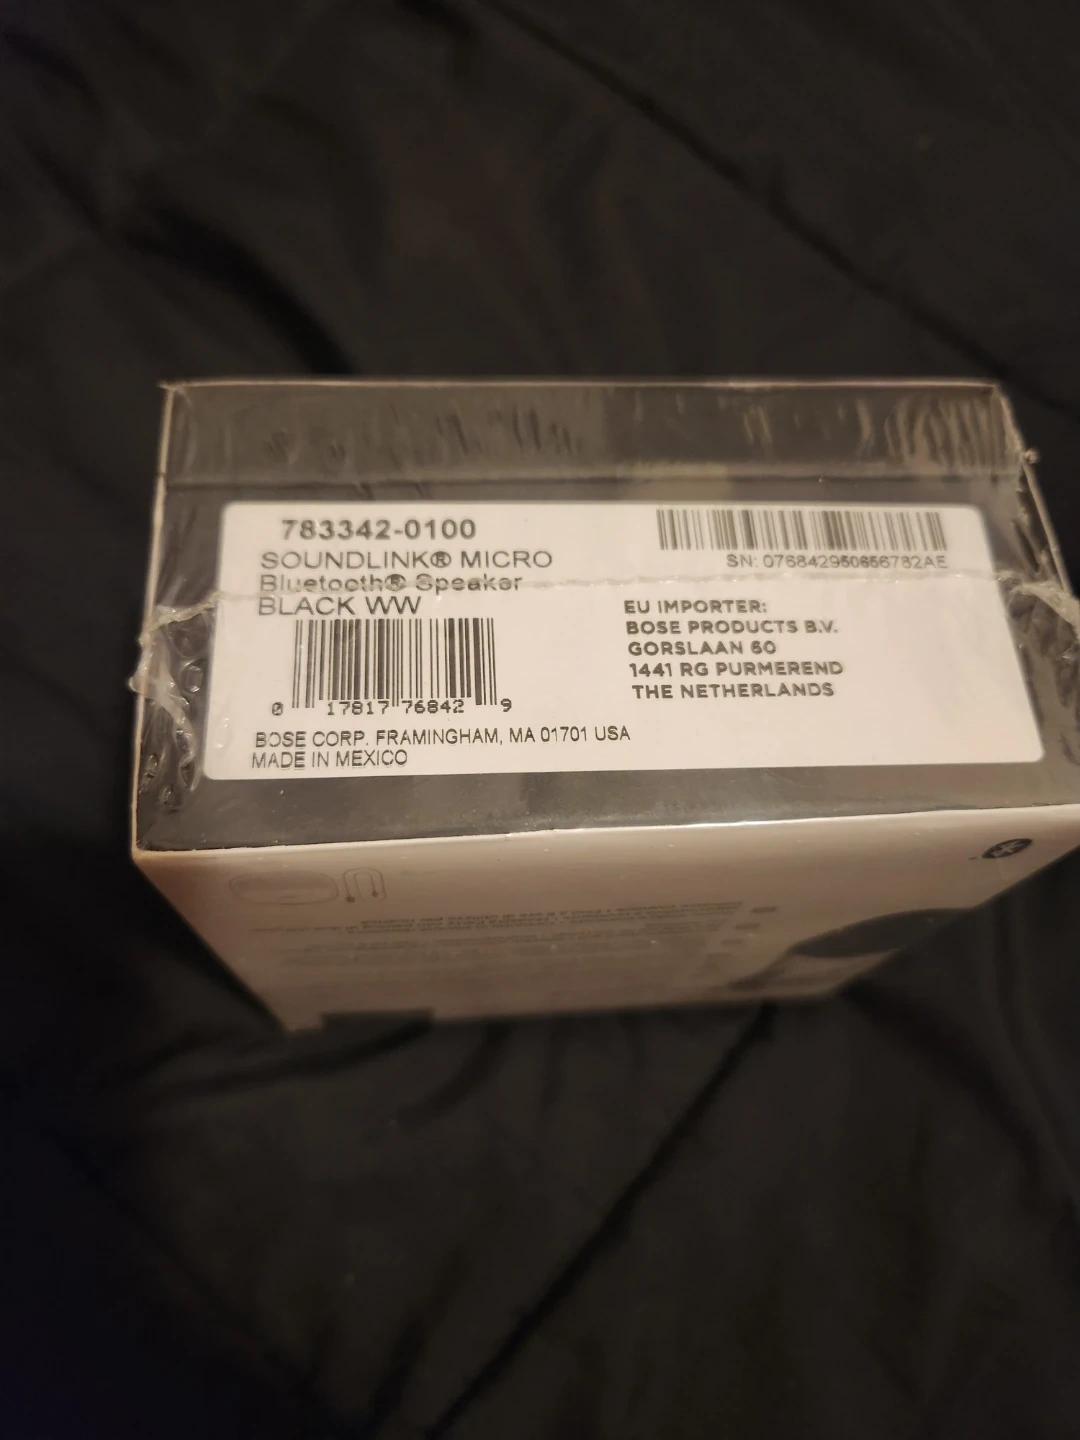 783342-0100
SOUNDLINK® MICRO
Bluetooth® Speaker
BLACK WW
0 17817 76842 9
BOSE CORP. FRAMINGHAM, MA 01701 USA
MADE IN MEXICO
SN: 076842950656782AE
EU IMPORTER:
BOSE PRODUCTS B.V.
GORSLAAN 60
1441 RG PURMEREND
THE NETHERLANDS